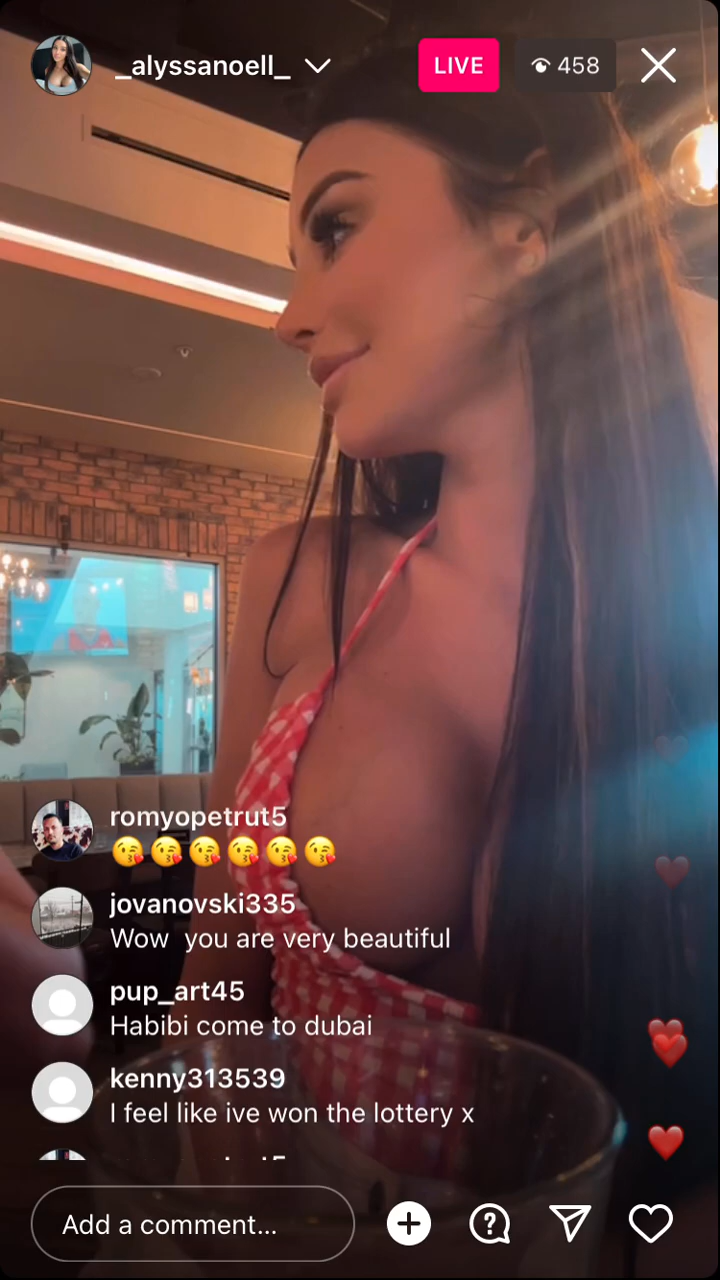 _alyssanoell_
LIVE
458
romyopetrut5
😘😘😘😘😘😘
jovanovski335
Wow you are very beautiful
pup_art45
Habibi come to dubai
kenny313539
I feel like ive won the lottery x
Add a comment...